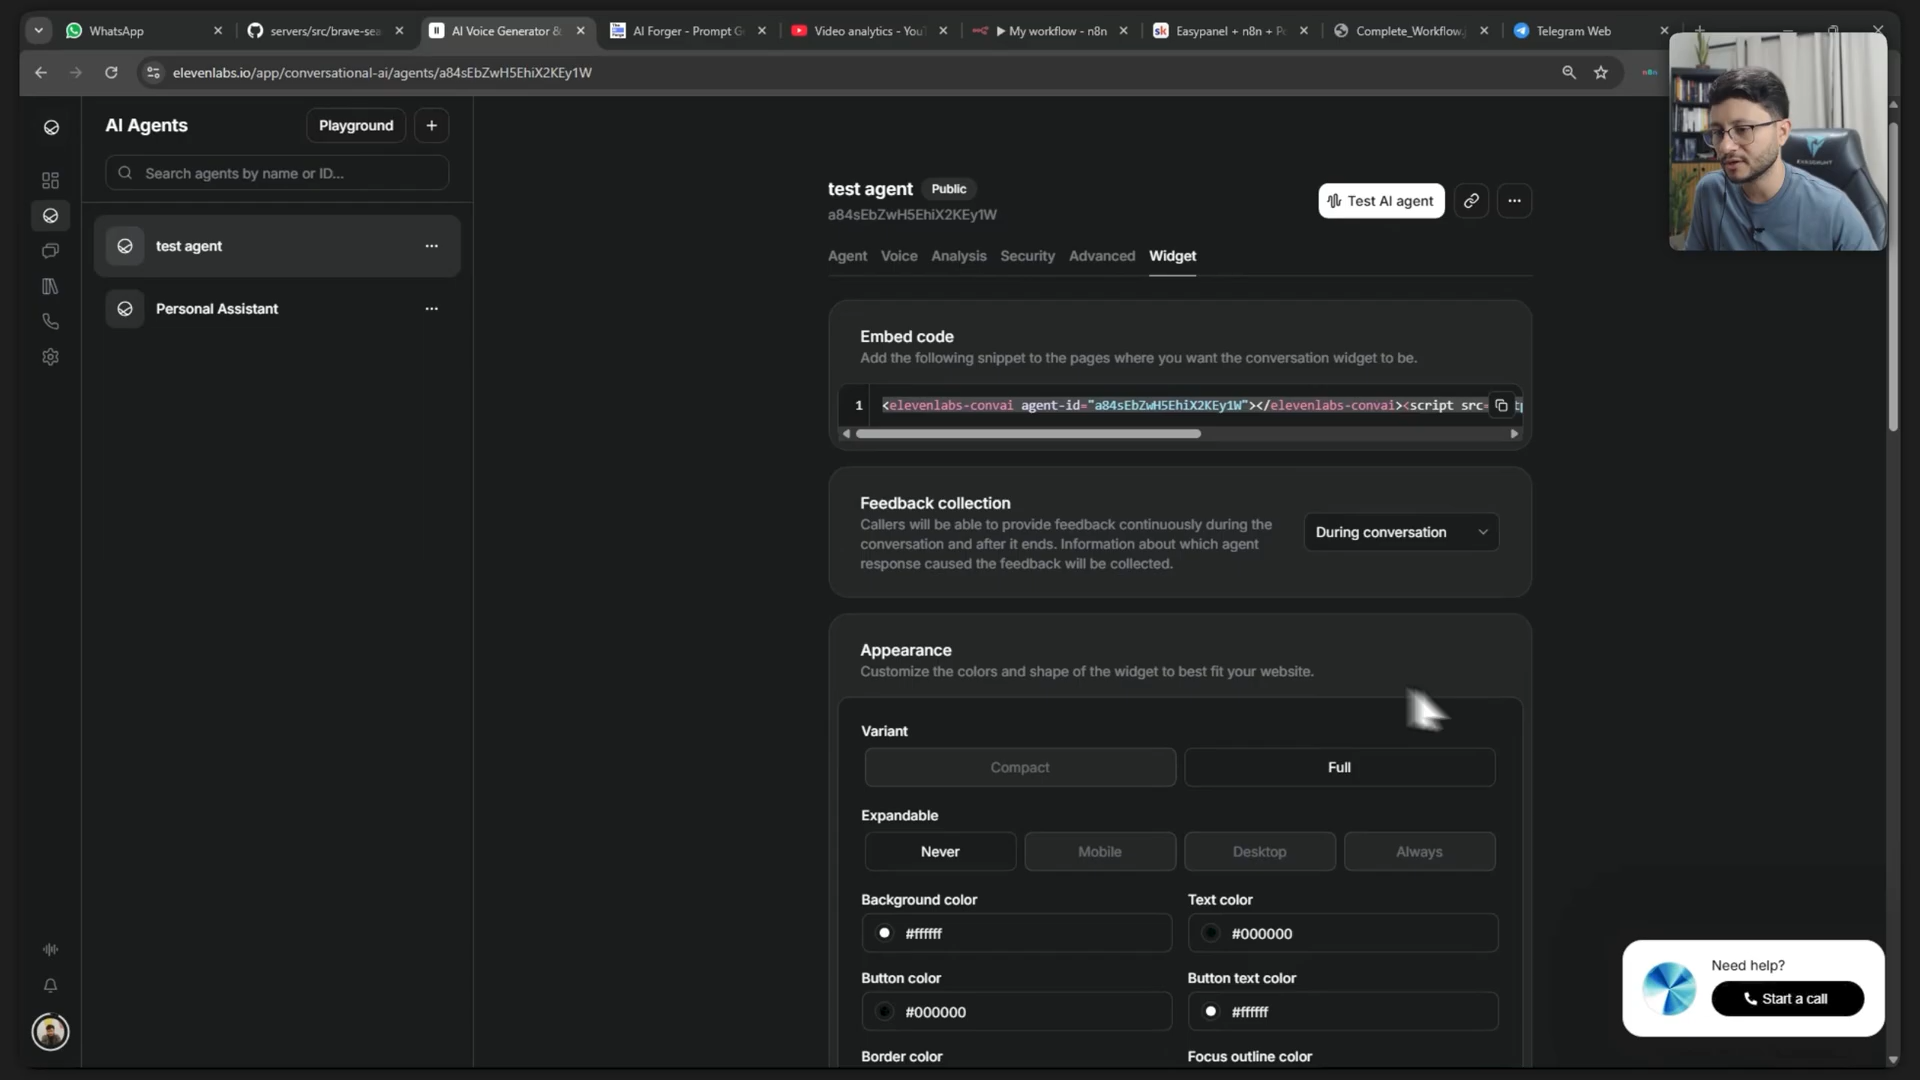 WhatsApp
servers/src/brave-sea
AI Voice Generator &
AI Forger - Prompt G
Video analytics - YouT
My workflow - n8n
Easypanel + n8n + P
Complete_Workflow.
Telegram Web
elevenlabs.io/app/conversational-ai/agents/a84sEbZwH5EhiX2KEy1W
n8n
AI Agents
Playground
+
Search agents by name or ID...
test agent
Personal Assistant
test agent
Public
a84sEbZwH5EhiX2KEy1W
Test AI agent
Agent Voice Analysis Security Advanced Widget
Embed code
Add the following snippet to the pages where you want the conversation widget to be.
1 <elevenlabs-convai agent-id="a84sEbZwH5EhiX2KEy1W"></elevenlabs-convai><script src=
Feedback collection
Callers will be able to provide feedback continuously during the
conversation and after it ends. Information about which agent
response caused the feedback will be collected.
During conversation
Appearance
Customize the colors and shape of the widget to best fit your website.
Variant
Compact Full
Expandable
Never Mobile Desktop Always
Background color Text color
#ffffff #000000
Button color Button text color
#000000 #ffffff
Border color Focus outline color
Need help?
Start a call